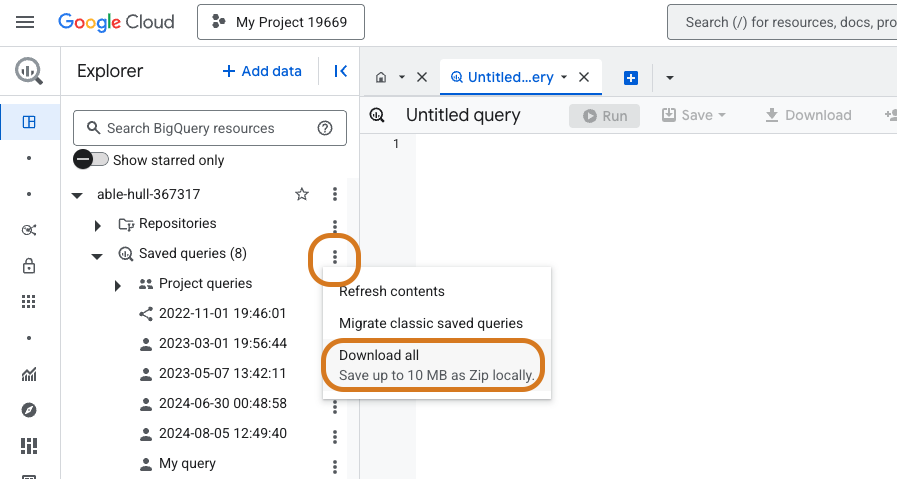 Google Cloud
My Project 19669
Search (/) for resources, docs, pro
Explorer
+ Add data
Untitled...ery
Search BigQuery resources
Untitled query
Run
Save
Download
Show starred only
1
able-hull-367317
Repositories
Saved queries (8)
Project queries
Refresh contents
2022-11-01 19:46:01
Migrate classic saved queries
2023-03-01 19:56:44
Download all
2023-05-07 13:42:11
Save up to 10 MB as Zip locally.
2024-06-30 00:48:58
2024-08-05 12:49:40
My query